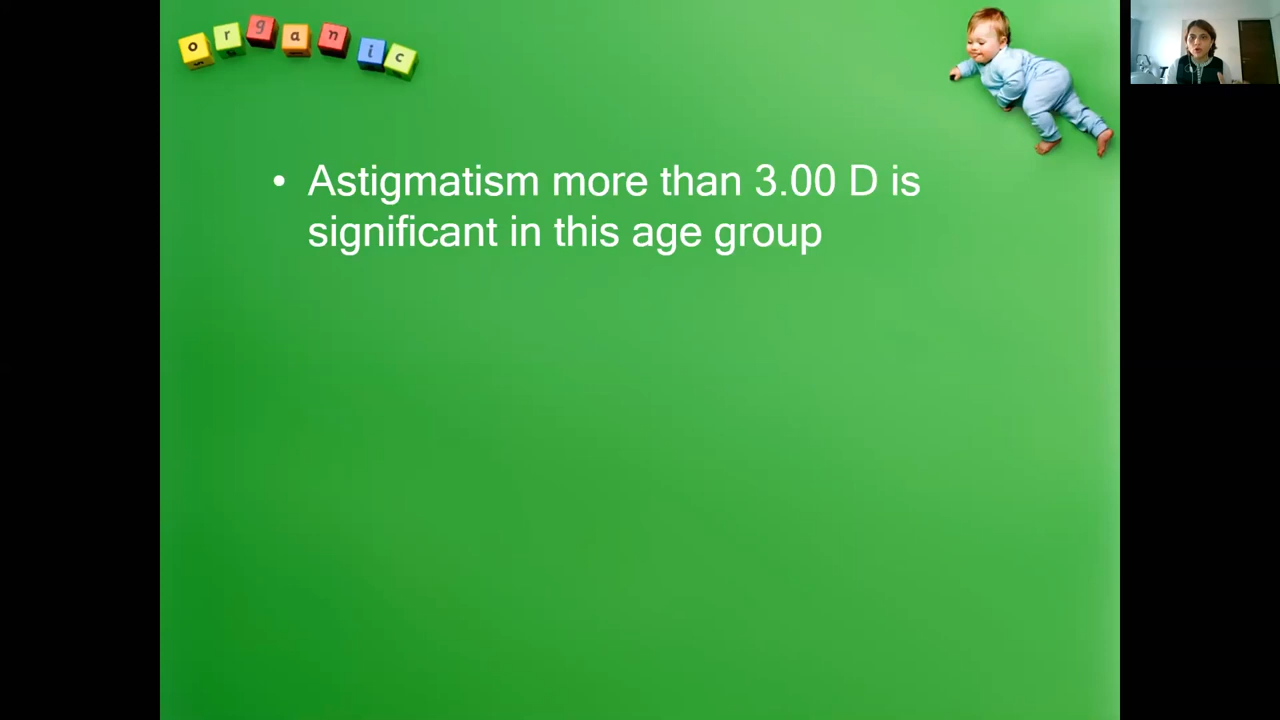 organic
• Astigmatism more than 3.00 D is
significant in this age group